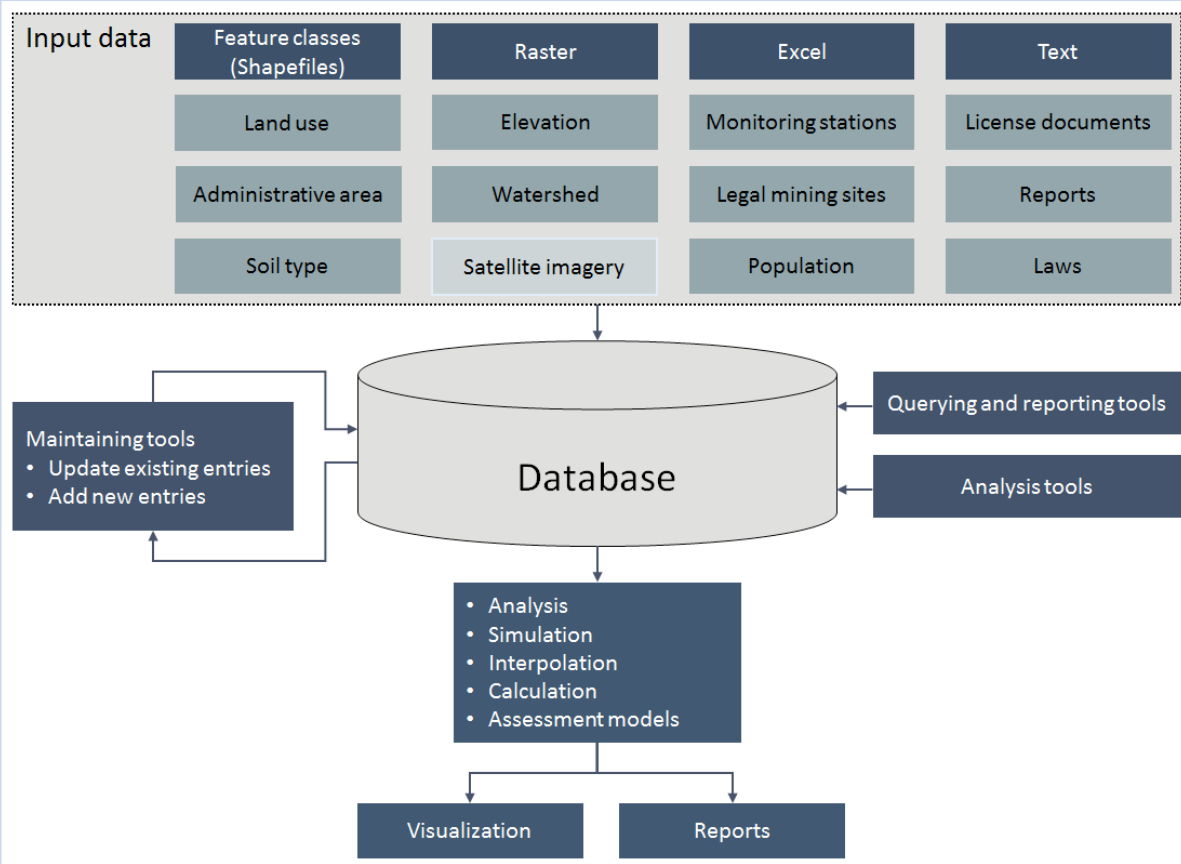 Input data
Feature classes
(Shapefiles)
Raster
Excel
Text
Land use
Elevation
Monitoring stations
License documents
Administrative area
Watershed
Legal mining sites
Reports
Soil type
Satellite imagery
Population
Laws
Maintaining tools
• Update existing entries
• Add new entries
Database
Querying and reporting tools
Analysis tools
• Analysis
• Simulation
• Interpolation
• Calculation
• Assessment models
Visualization
Reports